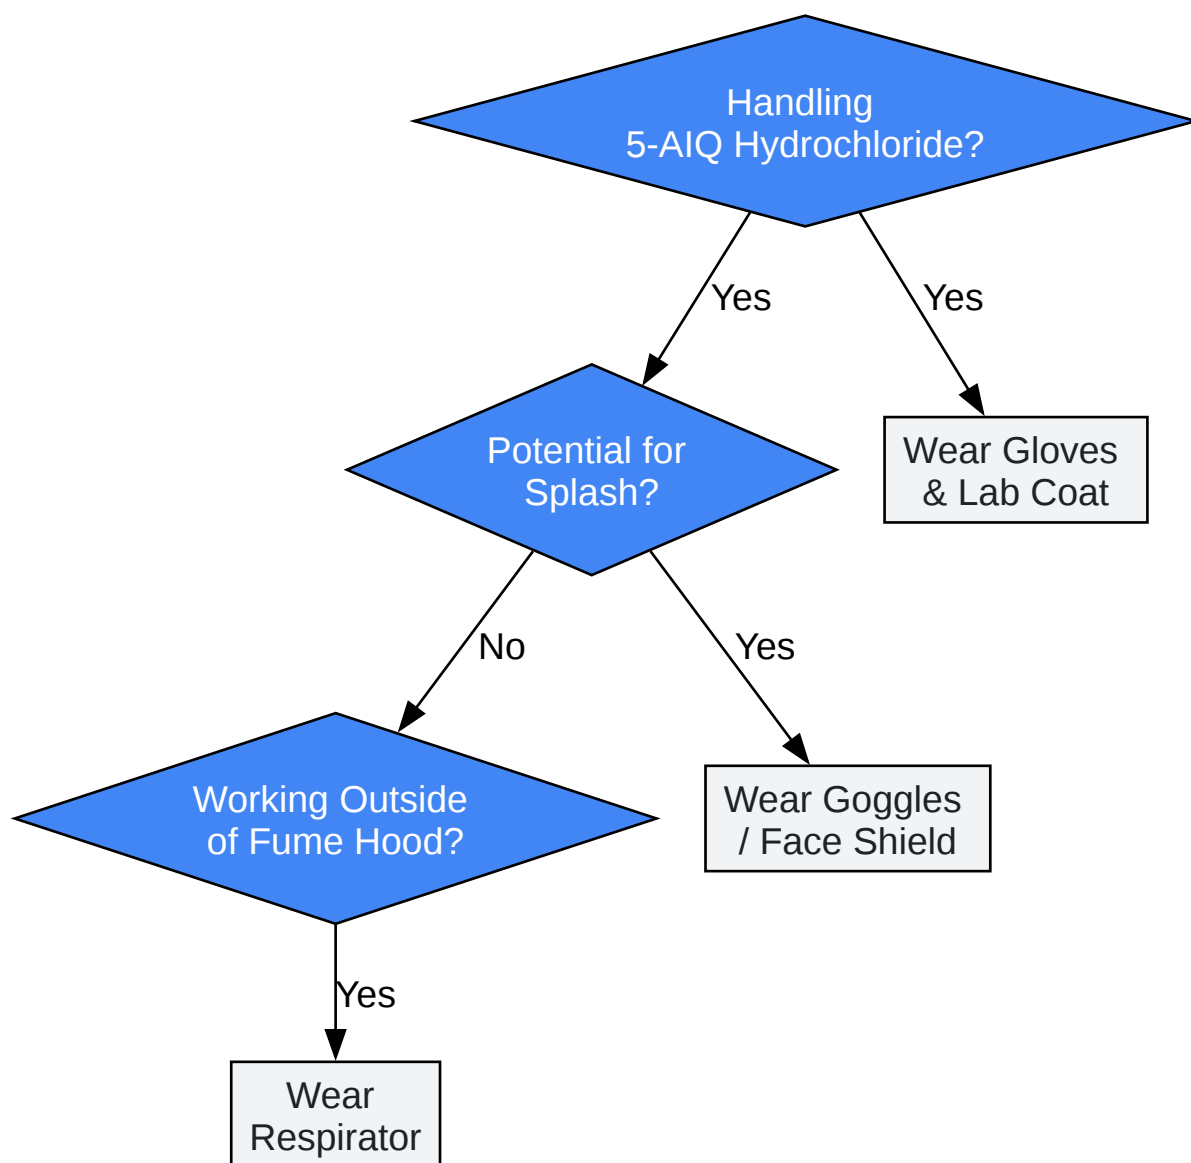 Handling
5-AIQ Hydrochloride?
Yes
Yes
Potential for
Splash?
Wear Gloves
& Lab Coat
No
Yes
Working Outside
of Fume Hood?
Wear Goggles
/ Face Shield
Yes
Wear
Respirator